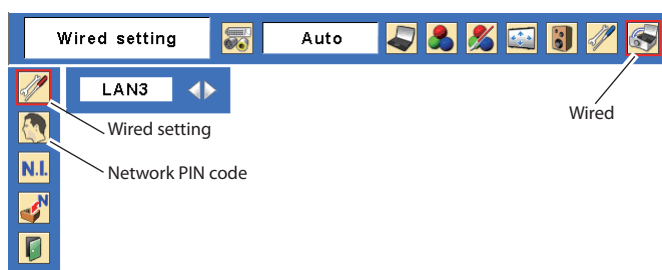 Wired setting
Auto
LAN3
Wired
Wired setting
Network PIN code
N.I.
N